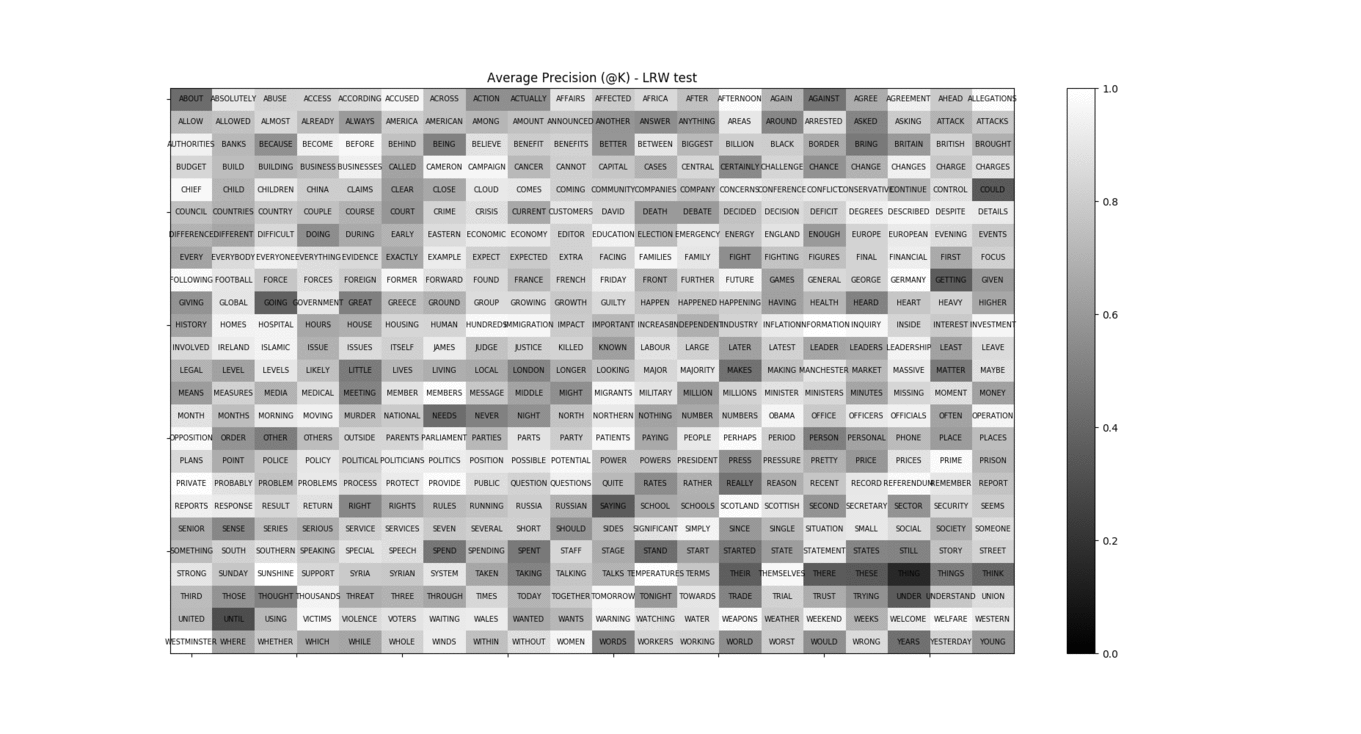 Average Precision (@K) - LRW test
ABOUT ABSOLUTELY ABUSE ACCESS ACCORDING ACCUSED ACROSS ACTION ACTUALLY AFFAIRS AFFECTED AFRICA AFTER AFTERNOON AGAIN AGAINST AGREE AGREEMENT AHEAD ALLEGATIONS 1.0
ALLOW ALLOWED ALMOST ALREADY ALWAYS AMERICA AMERICAN AMONG AMOUNT ANNOUNCED ANOTHER ANSWER ANYTHING AREAS AROUND ARRESTED ASKED ASKING ATTACK ATTACKS
AUTHORITIES BANKS BECAUSE BECOME BEFORE BEHIND BEING BELIEVE BENEFIT BENEFITS BETTER BETWEEN BIGGEST BILLION BLACK BORDER BRING BRITAIN BRITISH BROUGHT
BUDGET BUILD BUILDING BUSINESS BUSINESSES CALLED CAMERON CAMPAIGN CANCER CANNOT CAPITAL CASES CENTRAL CERTAINLY CHALLENGE CHANCE CHANGE CHANGES CHARGE CHARGES
CHIEF CHILD CHILDREN CHINA CLAIMS CLEAR CLOSE CLOUD COMES COMING COMMUNITY COMPANIES COMPANY CONCERNS CONFERENCE CONFLICT CONSERVATIVE CONTINUE CONTROL COULD
0.8
COUNCIL COUNTRIES COUNTRY COUPLE COURSE COURT CRIME CRISIS CURRENT CUSTOMERS DAVID DEATH DEBATE DECIDED DECISION DEFICIT DEGREES DESCRIBED DESPITE DETAILS
DIFFERENCE DIFFERENT DIFFICULT DOING DURING EARLY EASTERN ECONOMIC ECONOMY EDITOR EDUCATION ELECTION EMERGENCY ENERGY ENGLAND ENOUGH EUROPE EUROPEAN EVENING EVENTS
EVERY EVERYBODY EVERYONE EVERYTHING EVIDENCE EXACTLY EXAMPLE EXPECT EXPECTED EXTRA FACING FAMILIES FAMILY FIGHT FIGHTING FIGURES FINAL FINANCIAL FIRST FOCUS
FOLLOWING FOOTBALL FORCE FORCES FOREIGN FORMER FORWARD FOUND FRANCE FRENCH FRIDAY FRONT FURTHER FUTURE GAMES GENERAL GEORGE GERMANY GETTING GIVEN
GIVING GLOBAL GOING GOVERNMENT GREAT GREECE GROUND GROUP GROWING GROWTH GUILTY HAPPEN HAPPENED HAPPENING HAVING HEALTH HEARD HEART HEAVY HIGHER
0.6
HISTORY HOMES HOSPITAL HOURS HOUSE HOUSING HUMAN HUNDREDS IMMIGRATION IMPACT IMPORTANT INCREASE INDEPENDENT INDUSTRY INFLATION INFORMATION INQUIRY INSIDE INTEREST INVESTMENT
INVOLVED IRELAND ISLAMIC ISSUE ISSUES ITSELF JAMES JUDGE JUSTICE KILLED KNOWN LABOUR LARGE LATER LATEST LEADER LEADERS LEADERSHIP LEAST LEAVE
LEGAL LEVEL LEVELS LIKELY LITTLE LIVES LIVING LOCAL LONDON LONGER LOOKING MAJOR MAJORITY MAKES MAKING MANCHESTER MARKET MASSIVE MATTER MAYBE
MEANS MEASURES MEDIA MEDICAL MEETING MEMBER MEMBERS MESSAGE MIDDLE MIGHT MIGRANTS MILITARY MILLION MILLIONS MINISTER MINISTERS MINUTES MISSING MOMENT MONEY
MONTH MONTHS MORNING MOVING MURDER NATIONAL NEEDS NEVER NIGHT NORTH NORTHERN NOTHING NUMBER NUMBERS OBAMA OFFICE OFFICERS OFFICIALS OFTEN OPERATION
0.4
OPPOSITION ORDER OTHER OTHERS OUTSIDE PARENTS PARLIAMENT PARTIES PARTS PARTY PATIENTS PAYING PEOPLE PERHAPS PERIOD PERSON PERSONAL PHONE PLACE PLACES
PLANS POINT POLICE POLICY POLITICAL POLITICIANS POLITICS POSITION POSSIBLE POTENTIAL POWER POWERS PRESIDENT PRESS PRESSURE PRETTY PRICE PRICES PRIME PRISON
PRIVATE PROBABLY PROBLEM PROBLEMS PROCESS PROTECT PROVIDE PUBLIC QUESTION QUESTIONS QUITE RATES RATHER REALLY REASON RECENT RECORD REFERENDUM REMEMBER REPORT
REPORTS RESPONSE RESULT RETURN RIGHT RIGHTS RULES RUNNING RUSSIA RUSSIAN SAYING SCHOOL SCHOOLS SCOTLAND SCOTTISH SECOND SECRETARY SECTOR SECURITY SEEMS
SENIOR SENSE SERIES SERIOUS SERVICE SERVICES SEVEN SEVERAL SHORT SHOULD SIDES SIGNIFICANT SIMPLY SINCE SINGLE SITUATION SMALL SOCIAL SOCIETY SOMEONE
0.2
SOMETHING SOUTH SOUTHERN SPEAKING SPECIAL SPEECH SPEND SPENDING SPENT STAFF STAGE STAND START STARTED STATE STATEMENT STATES STILL STORY STREET
STRONG SUNDAY SUNSHINE SUPPORT SYRIA SYRIAN SYSTEM TAKEN TAKING TALKING TALKS TEMPERATURES TERMS THEIR THEMSELVES THERE THESE THING THINGS THINK
THIRD THOSE THOUGHT THOUSANDS THREAT THREE THROUGH TIMES TODAY TOGETHER TOMORROW TONIGHT TOWARDS TRADE TRIAL TRUST TRYING UNDER UNDERSTAND UNION
UNITED UNTIL USING VICTIMS VIOLENCE VOTERS WAITING WALES WANTED WANTS WARNING WATCHING WATER WEAPONS WEATHER WEEKEND WEEKS WELCOME WELFARE WESTERN
WESTMINSTER WHERE WHETHER WHICH WHILE WHOLE WINDS WITHIN WITHOUT WOMEN WORDS WORKERS WORKING WORLD WORST WOULD WRONG YEARS YESTERDAY YOUNG
0.0